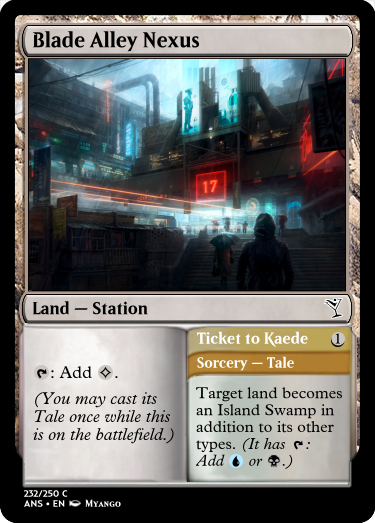 Blade Alley Nexus
17
Land — Station
{T}: Add {C}.
(You may cast its
Tale once while this
is on the battlefield.)
Ticket to Kaede 1
Sorcery — Tale
Target land becomes
an Island Swamp in
addition to its other
types. (It has {T}:
Add {U} or {B}.)
232/250 C
ANS • EN Myango